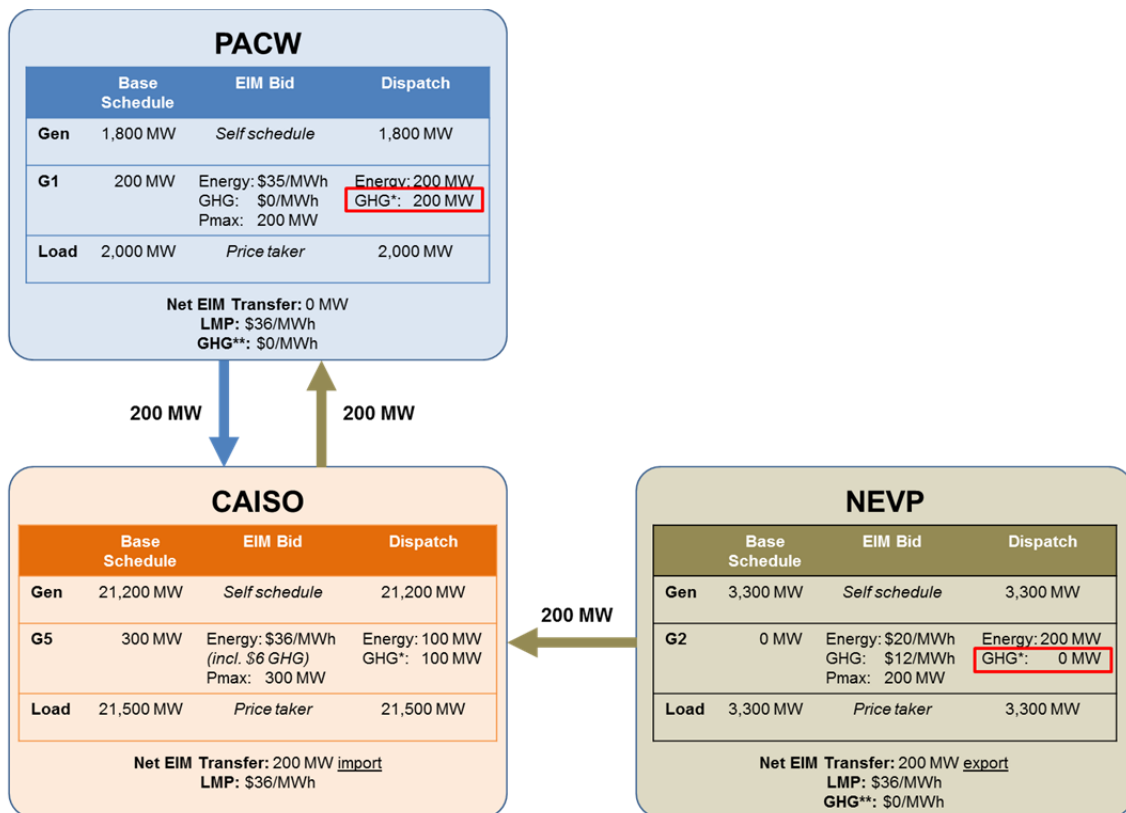 PACW
Base Schedule EIM Bid Dispatch
Gen 1,800 MW Self schedule 1,800 MW
G1 200 MW Energy: $35/MWh Energy: 200 MW
GHG: $0/MWh GHG*: 200 MW
Pmax: 200 MW
Load 2,000 MW Price taker 2,000 MW
Net EIM Transfer: 0 MW
LMP: $36/MWh
GHG**: $0/MWh
200 MW
200 MW
CAISO
Base Schedule EIM Bid Dispatch
Gen 21,200 MW Self schedule 21,200 MW
G5 300 MW Energy: $36/MWh Energy: 100 MW
(incl. $6 GHG) GHG*: 100 MW
Pmax: 300 MW
Load 21,500 MW Price taker 21,500 MW
Net EIM Transfer: 200 MW import
LMP: $36/MWh
200 MW
NEVP
Base Schedule EIM Bid Dispatch
Gen 3,300 MW Self schedule 3,300 MW
G2 0 MW Energy: $20/MWh Energy: 200 MW
GHG: $12/MWh GHG*: 0 MW
Pmax: 200 MW
Load 3,300 MW Price taker 3,300 MW
Net EIM Transfer: 200 MW export
LMP: $36/MWh
GHG**: $0/MWh